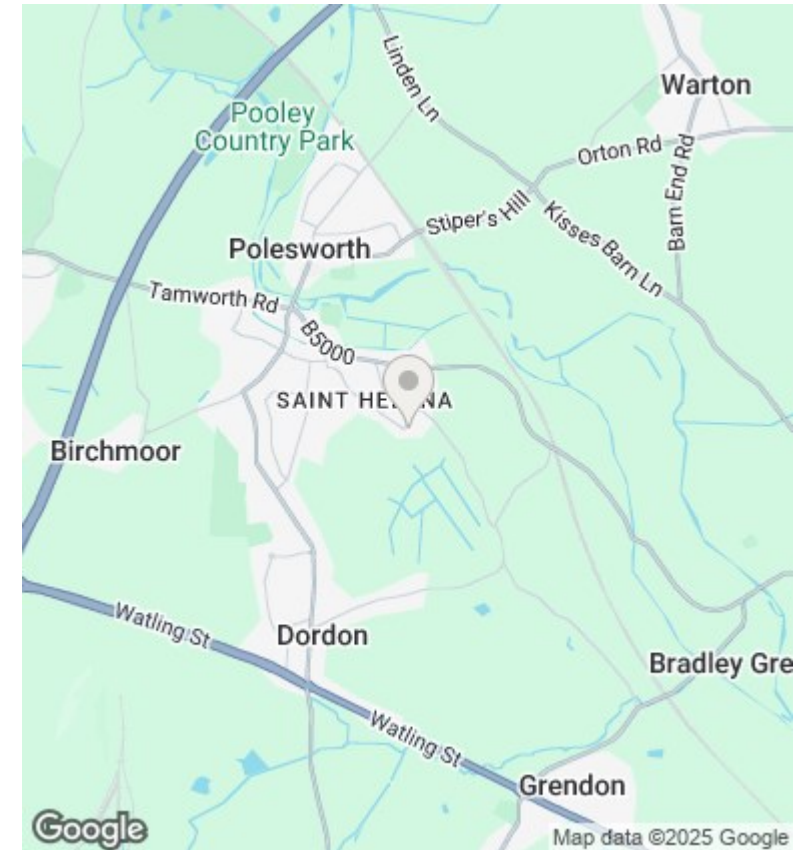 Linden Ln
Warton
Pooley
Country Park
Orton Rd
Barn End Rd
Stiper's Hill
Kisses Barn Ln
Polesworth
Tamworth Rd
B5000
SAINT HE NA
Birchmoor
Watling St
Dordon
Bradley Gre
Watling St
Grendon
Google
Map data ©2025 Google